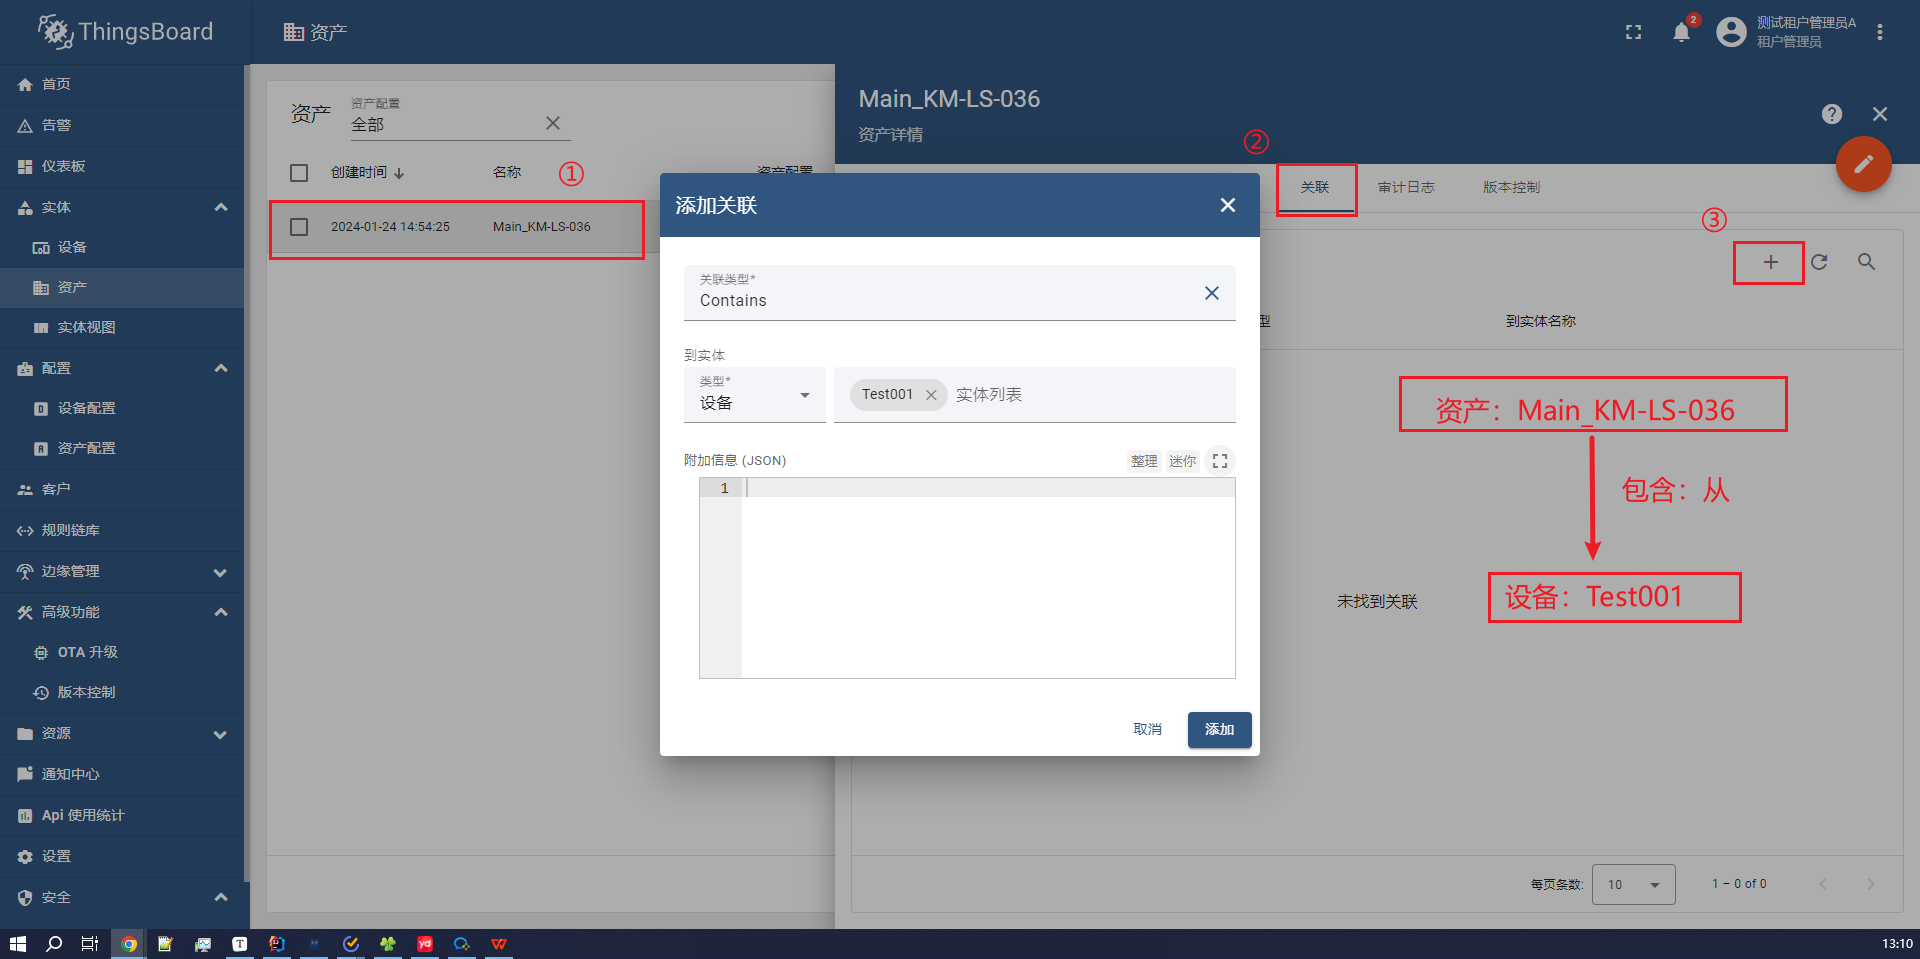 ThingsBoard
首页
告警
仪表板
实体
设备
资产
实体视图
配置
设备配置
资产配置
客户
规则链库
边缘管理
高级功能
OTA 升级
版本控制
资源
通知中心
Api 使用统计
设置
安全
资产
2
测试租户管理员A
租户管理员
资产
资产配置
全部
创建时间
名称
①
资产配置
2024-01-24 14:54:25
Main_KM-LS-036
Main_KM-LS-036
资产详情
②
关联
审计日志
版本控制
③
型
到实体名称
资产：Main_KM-LS-036
包含：从
设备：Test001
未找到关联
每页条数:
10
1 – 0 of 0
添加关联
关联类型*
Contains
到实体
类型*
设备
Test001
实体列表
附加信息 (JSON)
整理
迷你
1
取消
添加
13:10